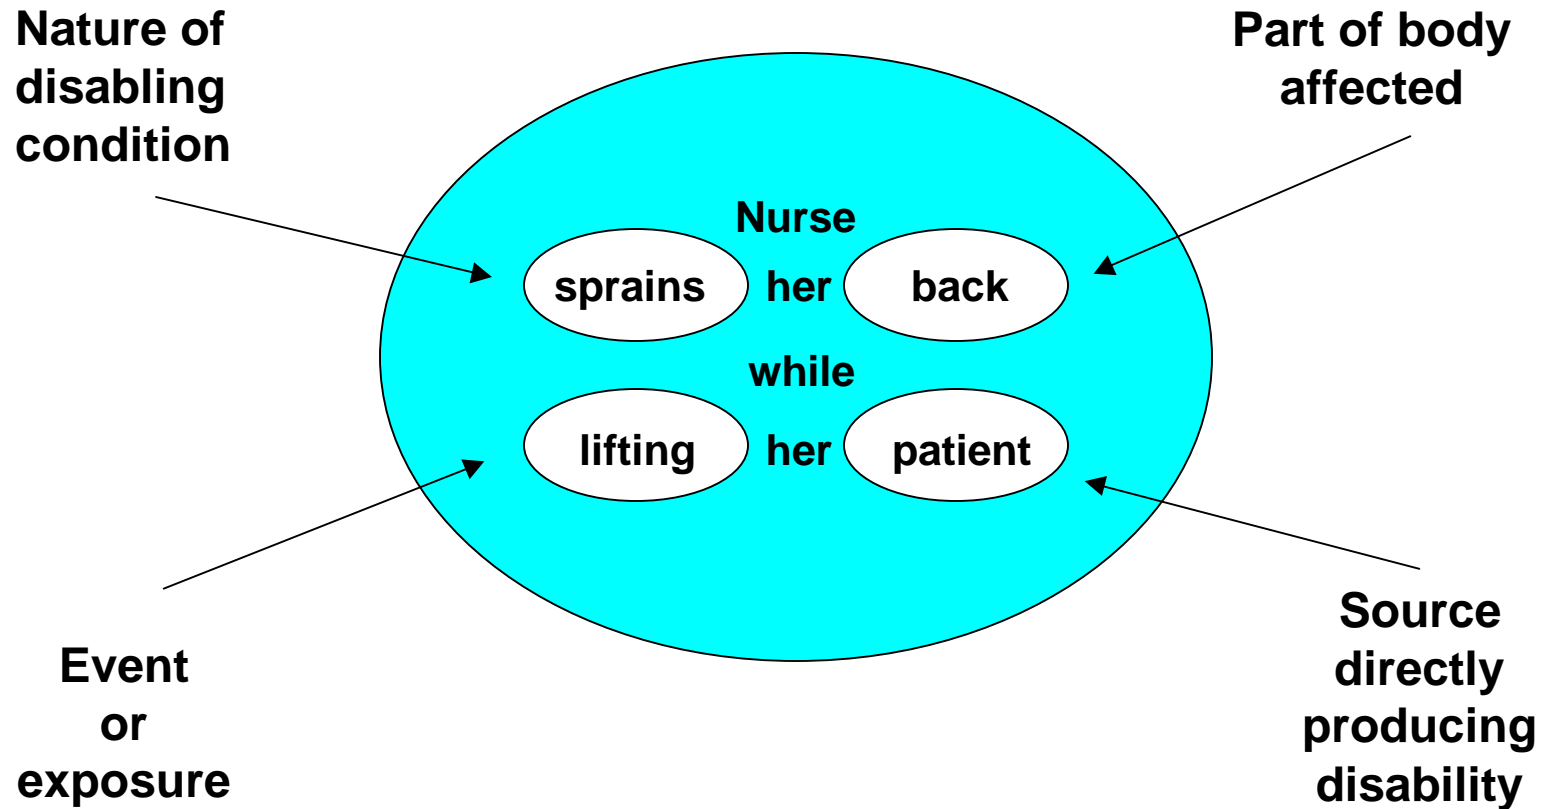 Nature of
disabling
condition
Part of body
affected
Nurse
sprains her back
while
lifting her patient
Event
or
exposure
Source
directly
producing
disability